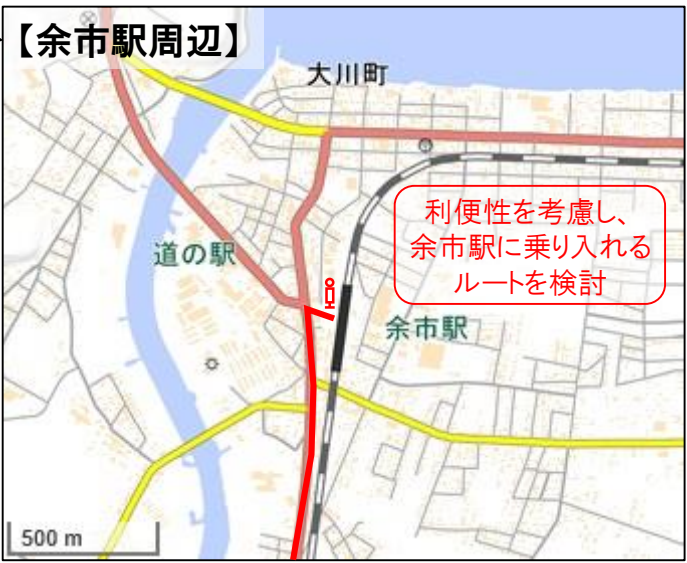 【余市駅周辺】
大川町
利便性を考慮し、
余市駅に乗り入れる
ルートを検討
道の駅
余市駅
500 m